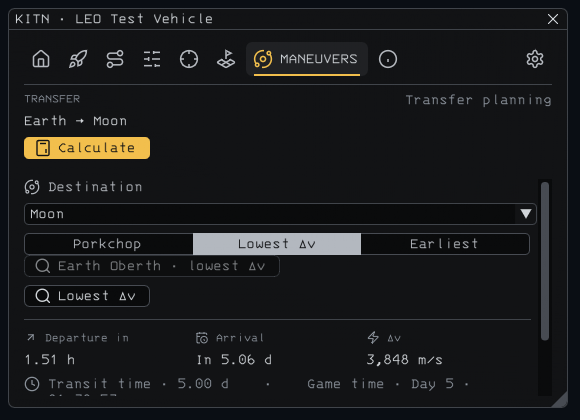 KITN · LEO Test Vehicle
MANEUVERS
TRANSFER
Transfer planning
Earth → Moon
Calculate
Destination
Moon
Porkchop Lowest Δv Earliest
Earth Oberth · lowest Δv
Lowest Δv
Departure in Arrival Δv
1.51 h In 5.06 d 3,848 m/s
Transit time · 5.00 d · Game time · Day 5 ·